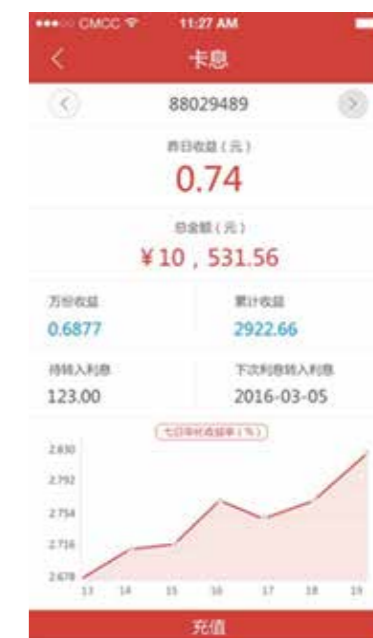 CMCC 11:27 AM
卡息
88029489
昨日收益（元）
0.74
总金额（元）
¥10，531.56
万份收益 累计收益
0.6877 2922.66
待转入利息 下次利息转入利息
123.00 2016-03-05
七日年化收益率（%）
2.830
2.792
2.754
2.716
2.678
13 14 15 16 17 18 19
充值